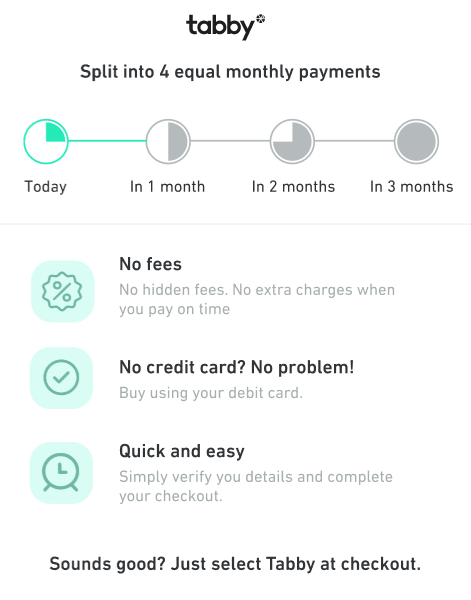 tabby
Split into 4 equal monthly payments
Today
In 1 month
In 2 months
In 3 months
No fees
No hidden fees. No extra charges when
you pay on time
No credit card? No problem!
Buy using your debit card.
Quick and easy
Simply verify you details and complete
your checkout.
Sounds good? Just select Tabby at checkout.